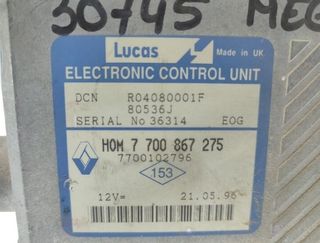 30745 MEG
Lucas
Made in UK
ELECTRONIC CONTROL UNIT
DCN R04080001F
80536J
SERIAL No 36314 EOG
HOM 7 700 867 275
7700102796
153
12V= 21.05.96